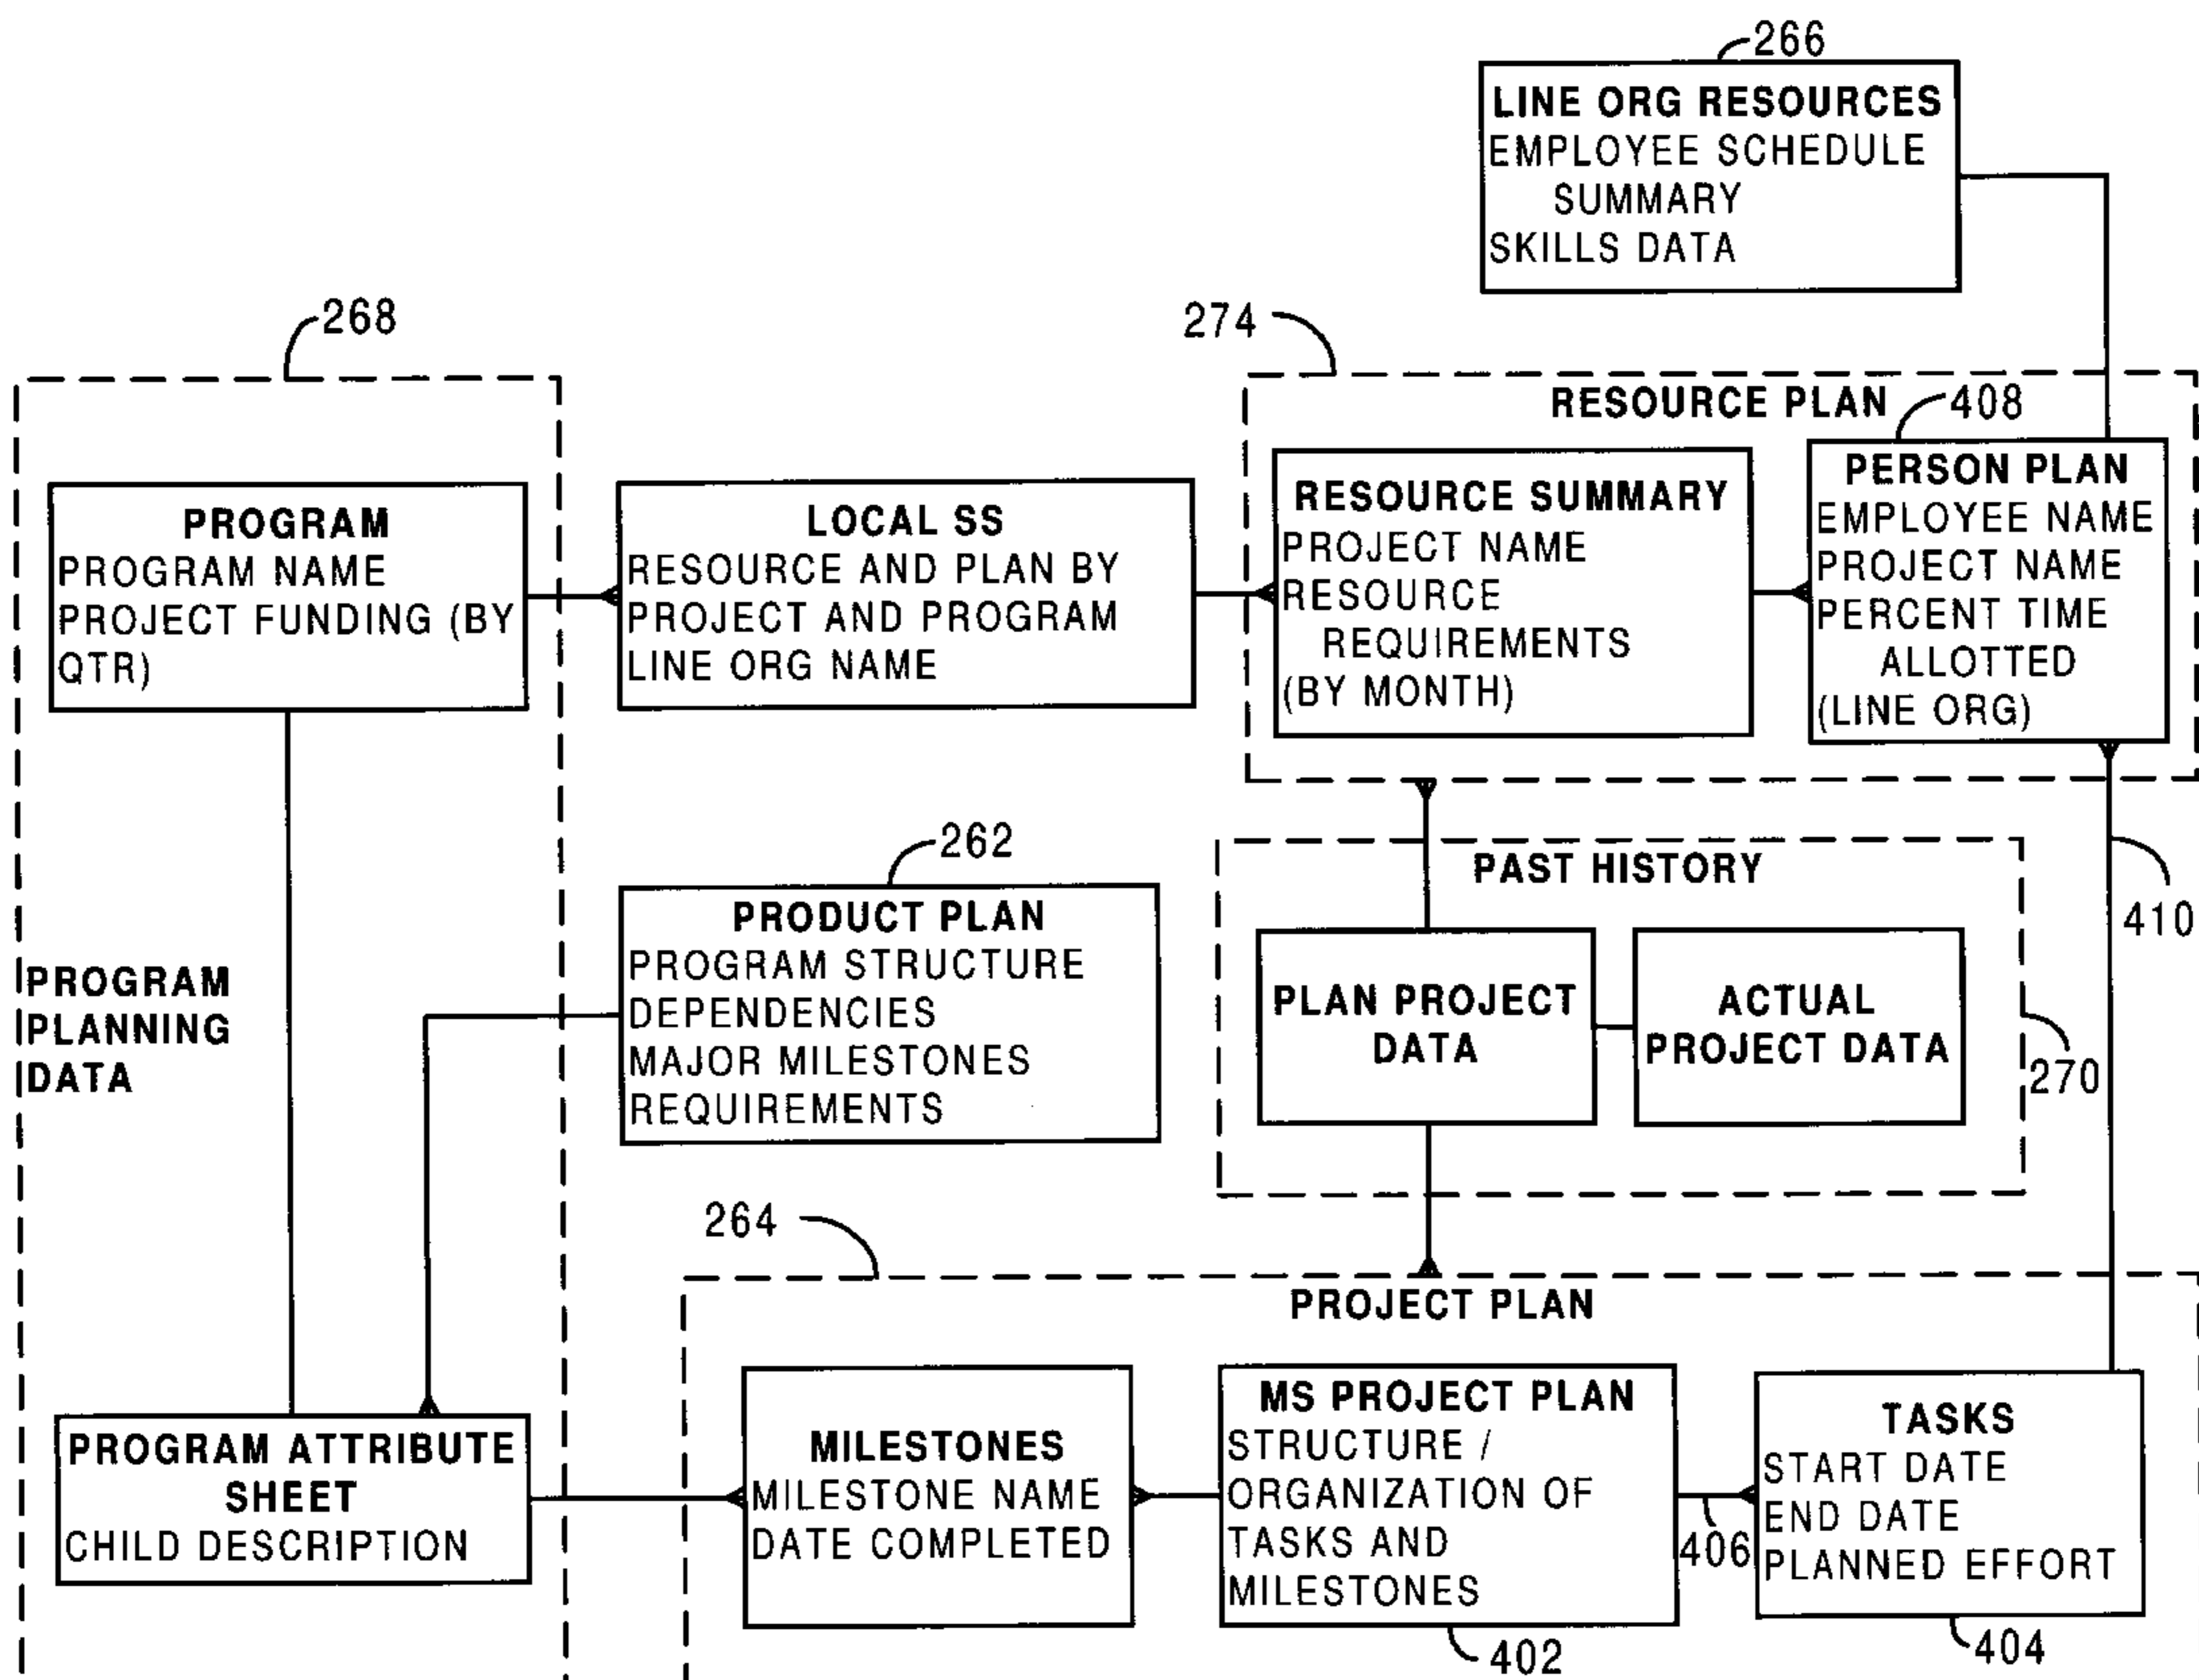 266
LINE ORG RESOURCES
EMPLOYEE SCHEDULE
SUMMARY
SKILLS DATA
268
274
RESOURCE PLAN
408
PROGRAM
PROGRAM NAME
PROJECT FUNDING (BY
QTR)
LOCAL SS
RESOURCE AND PLAN BY
PROJECT AND PROGRAM
LINE ORG NAME
RESOURCE SUMMARY
PROJECT NAME
RESOURCE
REQUIREMENTS
(BY MONTH)
PERSON PLAN
EMPLOYEE NAME
PROJECT NAME
PERCENT TIME
ALLOTTED
(LINE ORG)
262
PRODUCT PLAN
PROGRAM STRUCTURE
DEPENDENCIES
MAJOR MILESTONES
REQUIREMENTS
PAST HISTORY
410
PLAN PROJECT
DATA
ACTUAL
PROJECT DATA
270
PROGRAM
PLANNING
DATA
264
PROJECT PLAN
PROGRAM ATTRIBUTE
SHEET
CHILD DESCRIPTION
MILESTONES
MILESTONE NAME
DATE COMPLETED
MS PROJECT PLAN
STRUCTURE /
ORGANIZATION OF
TASKS AND
MILESTONES
402
406
TASKS
START DATE
END DATE
PLANNED EFFORT
404